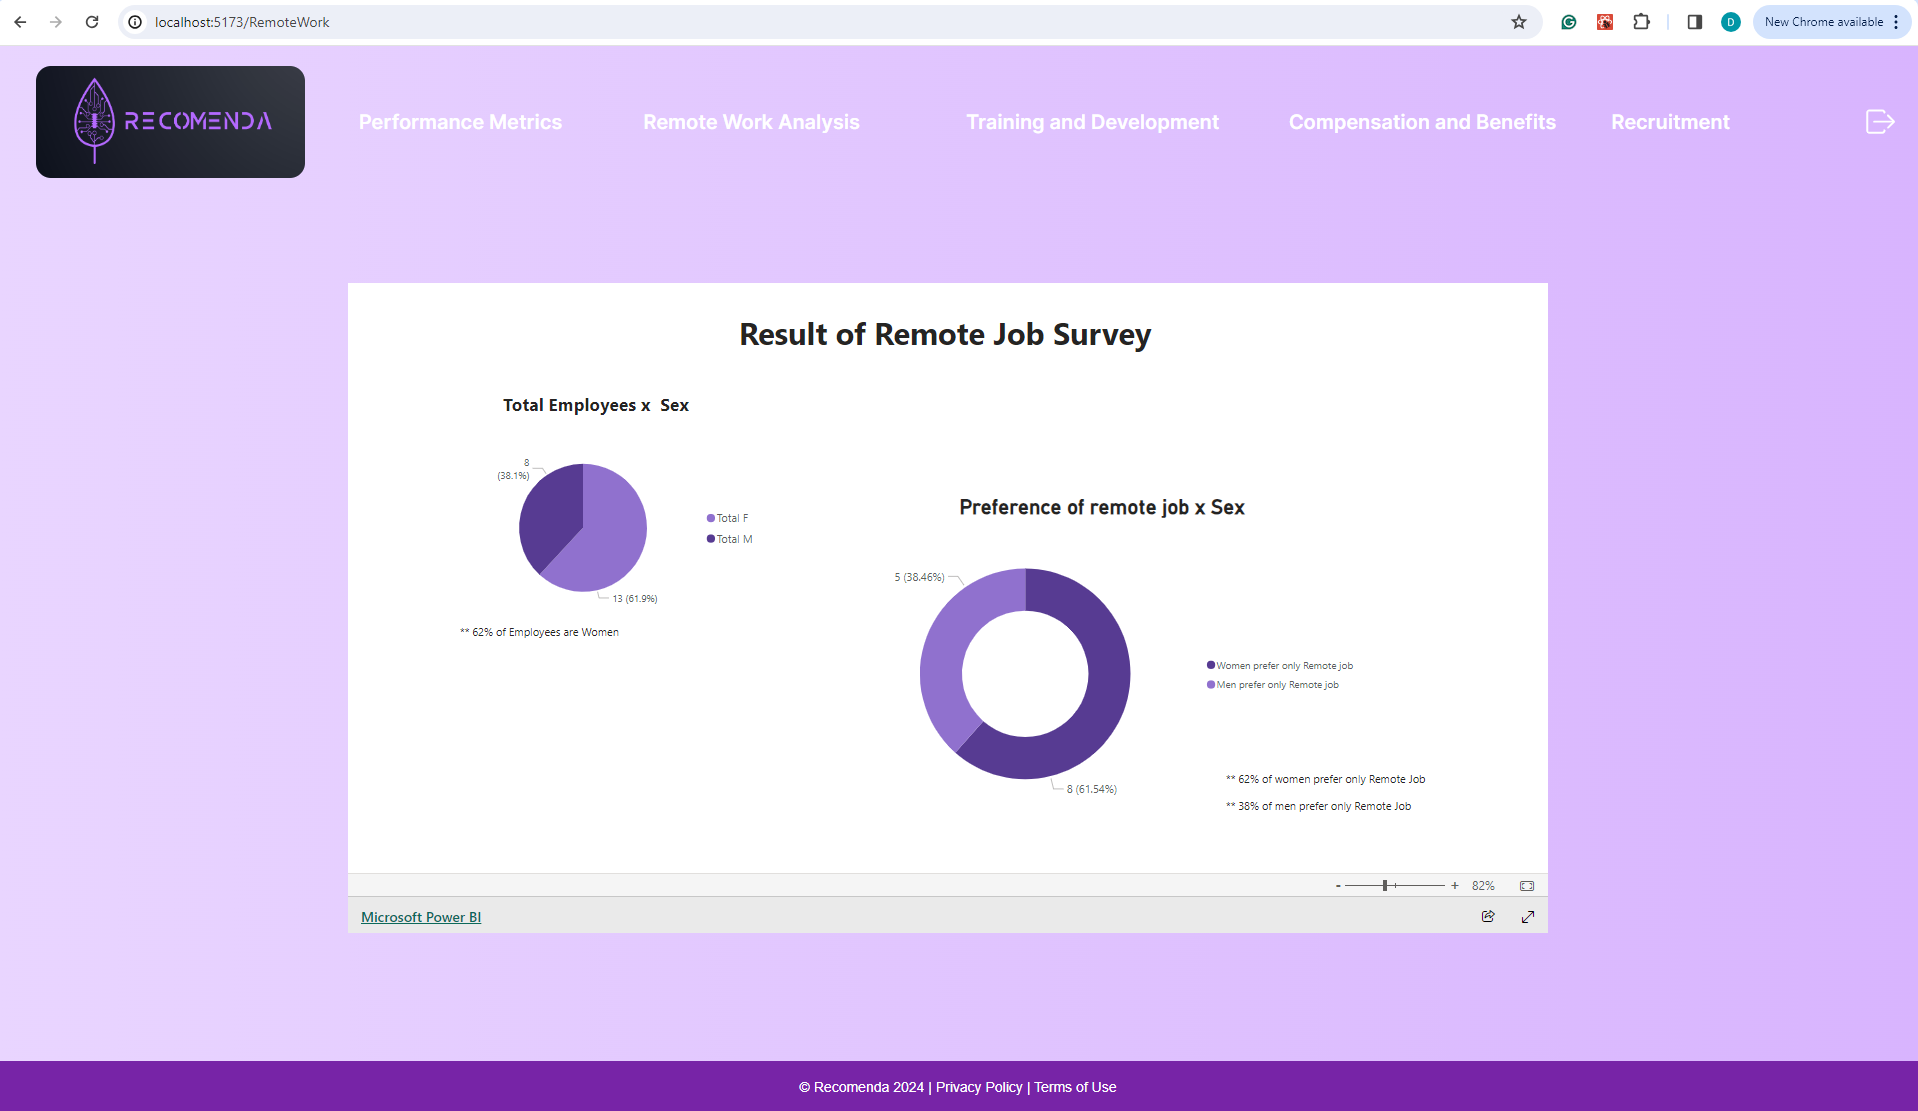 localhost:5173/RemoteWork
D
New Chrome available
RECOMENDA
Performance Metrics
Remote Work Analysis
Training and Development
Compensation and Benefits
Recruitment
Result of Remote Job Survey
Total Employees x  Sex
8
(38.1%)
Total F
Total M
13 (61.9%)
** 62% of Employees are Women
Preference of remote job x Sex
5 (38.46%)
Women prefer only Remote job
Men prefer only Remote job
** 62% of women prefer only Remote Job
8 (61.54%)
** 38% of men prefer only Remote Job
- + 82%
Microsoft Power BI
© Recomenda 2024 | Privacy Policy | Terms of Use